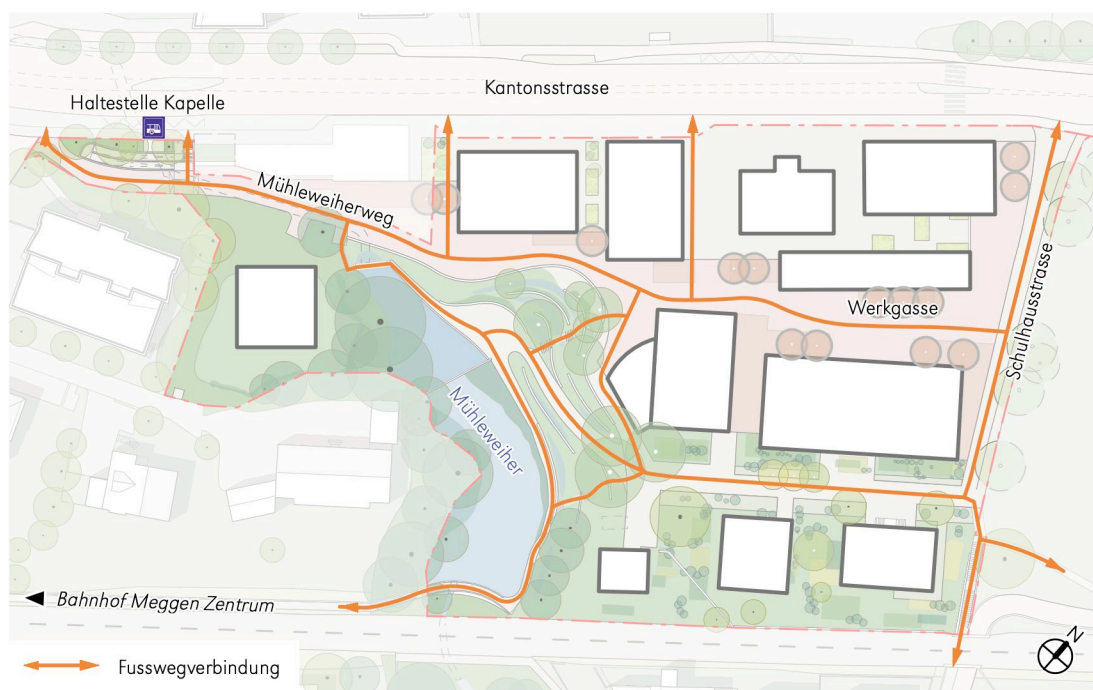 Kantonsstrasse
Haltestelle Kapelle
Mühleweiherweg
Schulhausstrasse
Werkgasse
Mühleweiher
Bahnhof Meggen Zentrum
N
Fusswegverbindung